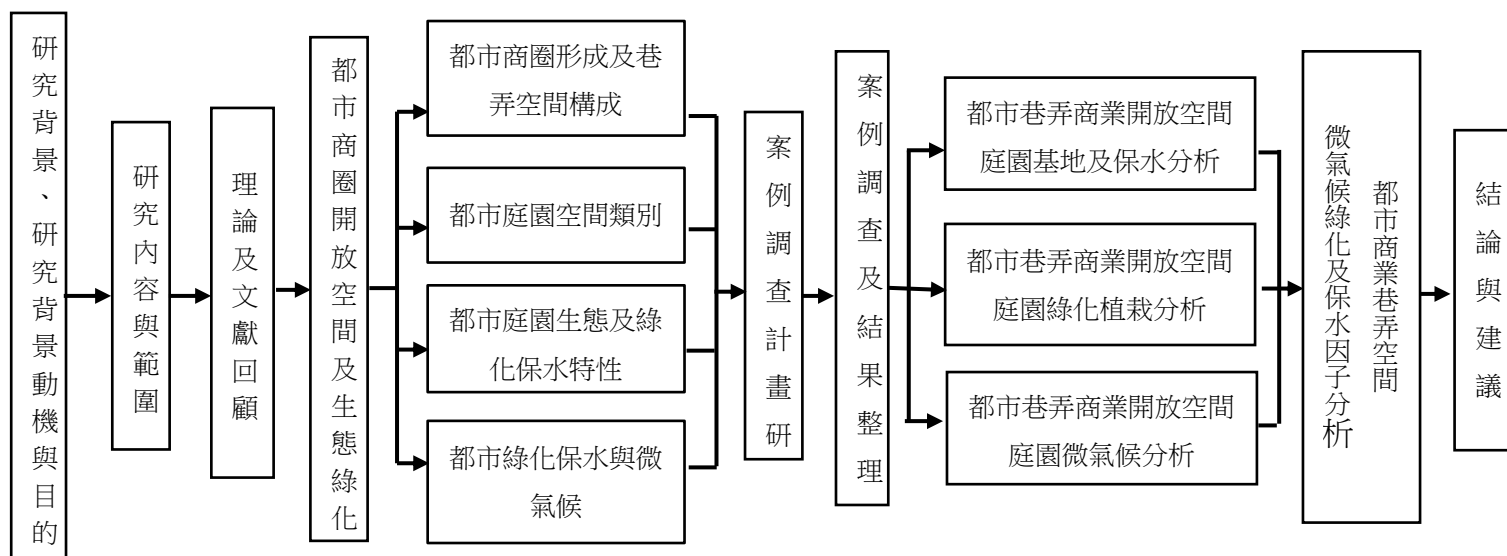 研究背景、研究背景動機與目的
研究內容與範圍
理論及文獻回顧
都市商圈開放空間及生態綠化
都市商圈形成及巷
弄空間構成
都市庭園空間類別
都市庭園生態及綠
化保水特性
都市綠化保水與微
氣候
案例調查計畫研
案例調查及結果整理
都市巷弄商業開放空間
庭園基地及保水分析
都市巷弄商業開放空間
庭園綠化植栽分析
都市巷弄商業開放空間
庭園微氣候分析
都市商業巷弄空間
微氣候綠化及保水因子分析
結論與建議